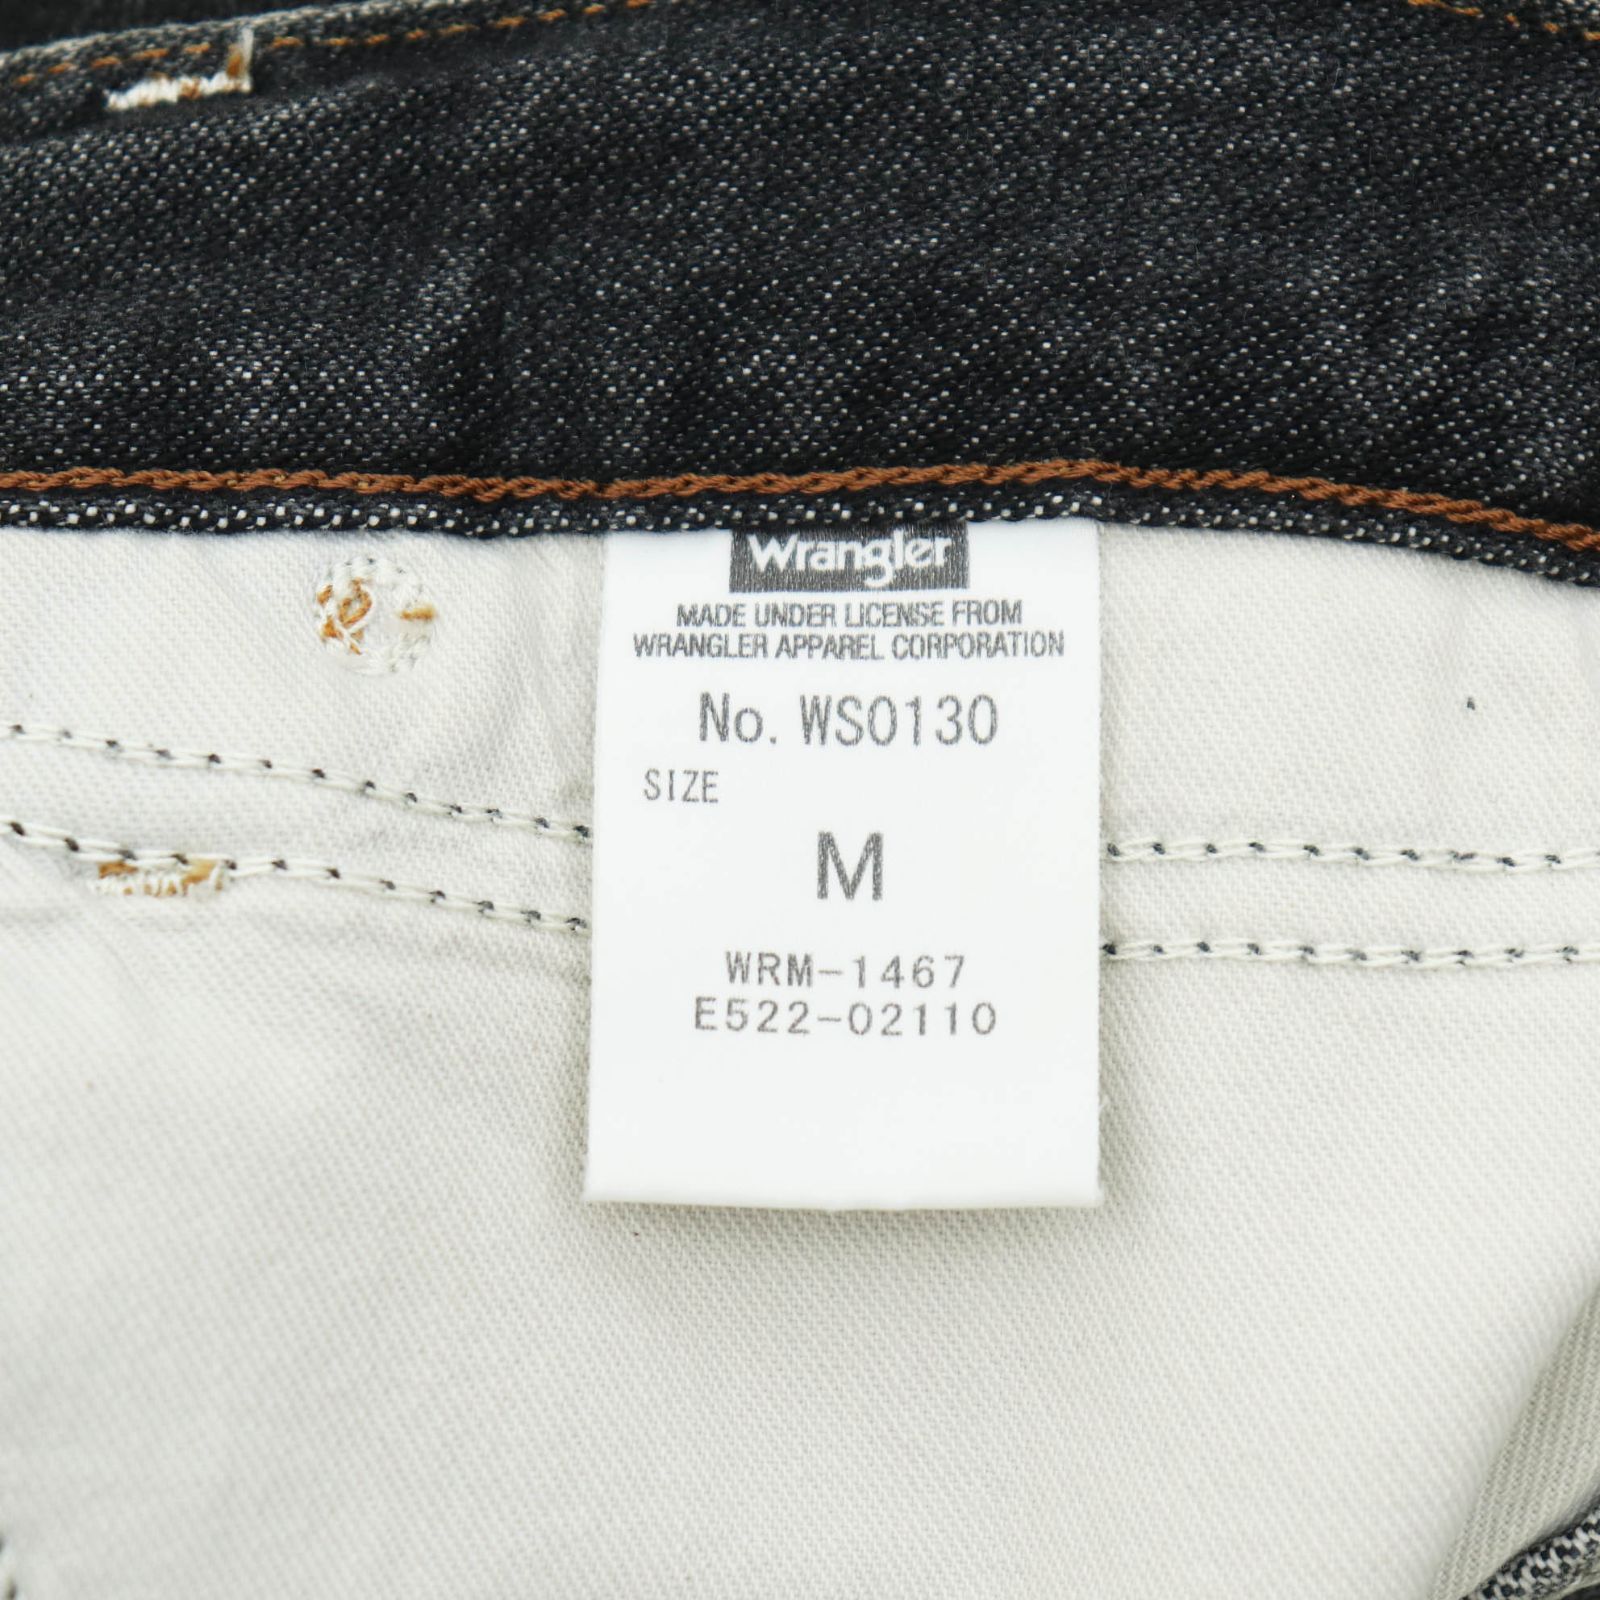 Wrangler
MADE UNDER LICENSE FROM
WRANGLER APPAREL CORPORATION
No. WS0130
SIZE
M
WRM-1467
E522-02110